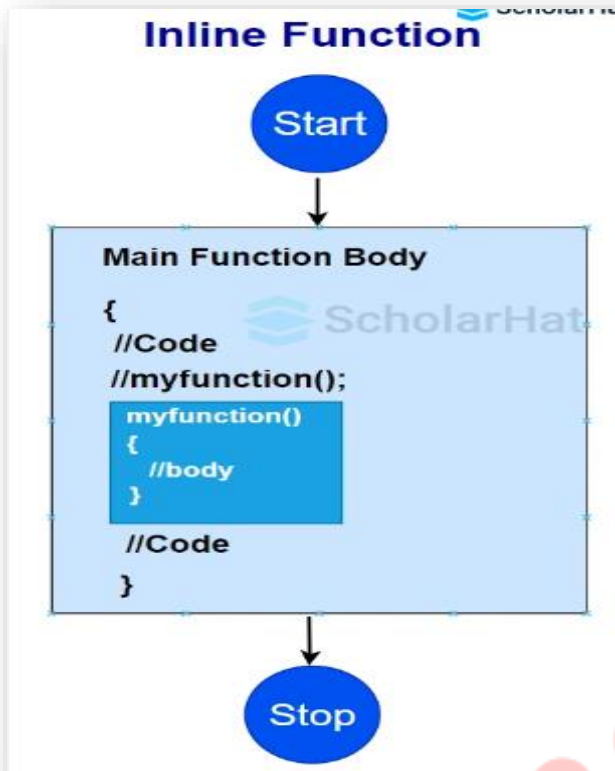 Inline Function
Start
Main Function Body
{
ScholarHat
//Code
//myfunction();
myfunction()
{
//body
}
//Code
}
Stop